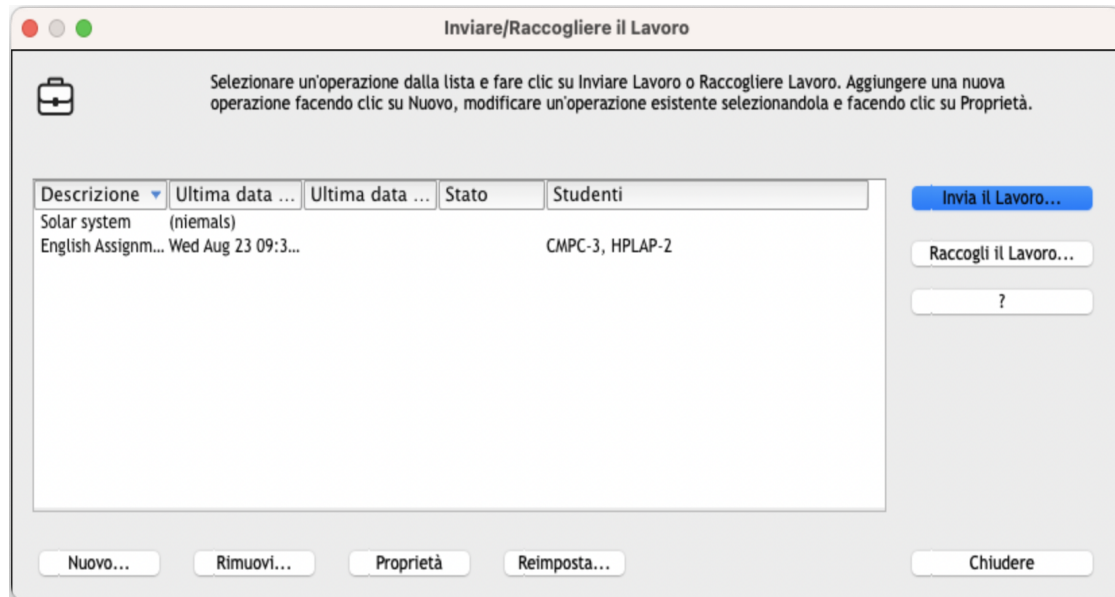 Inviare/Raccogliere il Lavoro
Selezionare un'operazione dalla lista e fare clic su Inviare Lavoro o Raccogliere Lavoro. Aggiungere una nuova
operazione facendo clic su Nuovo, modificare un'operazione esistente selezionandola e facendo clic su Proprietà.
Descrizione Ultima data ... Ultima data ... Stato Studenti
Solar system (niemals)
English Assignm... Wed Aug 23 09:3... CMPC-3, HPLAP-2
Invia il Lavoro...
Raccogli il Lavoro...
?
Nuovo... Rimuovi... Proprietà Reimposta... Chiudere